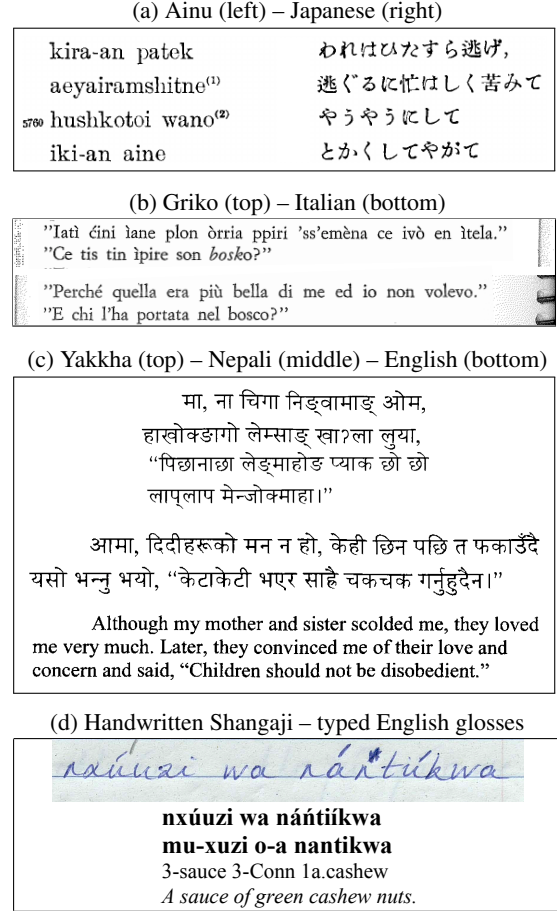 (a) Ainu (left) – Japanese (right)
kira-an patek
aeyairamshitne⁽¹⁾
5760 hushkotoi wano⁽²⁾
iki-an aine
われはひたすら逃げ,
逃ぐるに忙はしく苦みて
やうやうにして
とかくしてやがて
(b) Griko (top) – Italian (bottom)
”Iatì ćini ìane plon òrria ppiri 'ss'emèna ce ivò en ìtela.”
”Ce tis tin ìpire son bosko?”
”Perché quella era più bella di me ed io non volevo.”
”E chi l'ha portata nel bosco?”
(c) Yakkha (top) – Nepali (middle) – English (bottom)
मा, ना चिगा निङ्वामाङ् ओम,
हाखोक्ङागो लेम्साङ् खाʔला लुया,
“पिछानाछा लेङ्माहोङ प्याक छो छो
लाप्लाप मेन्जोक्माहा।”
आमा, दिदीहरूको मन न हो, केही छिन पछि त फकाउँदै
यसो भन्नु भयो, “केटाकेटी भएर साह्रै चकचक गर्नुहुदैन।”
Although my mother and sister scolded me, they loved
me very much. Later, they convinced me of their love and
concern and said, “Children should not be disobedient.”
(d) Handwritten Shangaji – typed English glosses
nxúuzi wa náńtiíkwa
nxúuzi wa náńtiíkwa
mu-xuzi o-a nantikwa
3-sauce 3-Conn 1a.cashew
A sauce of green cashew nuts.